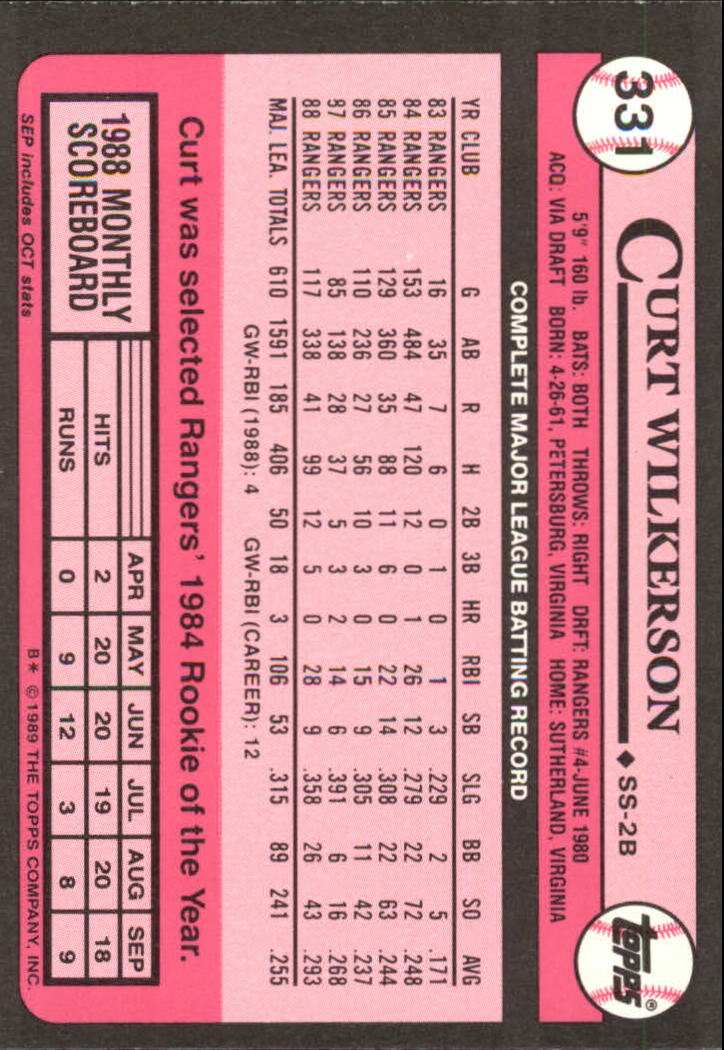 331 CURT WILKERSON ◆ SS-2B topps®
5'9" 160 lb. BATS: BOTH THROWS: RIGHT DRFT: RANGERS #4-JUNE 1980
ACQ: VIA DRAFT BORN: 4-26-61, PETERSBURG, VIRGINIA HOME: SUTHERLAND, VIRGINIA
COMPLETE MAJOR LEAGUE BATTING RECORD
YR CLUB G AB R H 2B 3B HR RBI SB SLG BB SO AVG
83 RANGERS 16 35 7 6 0 1 0 1 3 .229 2 5 .171
84 RANGERS 153 484 47 120 12 0 1 26 12 .279 22 72 .248
85 RANGERS 129 360 35 88 11 6 0 22 14 .308 22 63 .244
86 RANGERS 110 236 27 56 10 3 0 15 9 .305 11 42 .237
87 RANGERS 85 138 28 37 5 3 2 14 6 .391 6 16 .268
88 RANGERS 117 338 41 99 12 5 0 28 9 .358 26 43 .293
MAJ. LEA. TOTALS 610 1591 185 406 50 18 3 106 53 .315 89 241 .255
GW-RBI (1988): 4 GW-RBI (CAREER): 12
Curt was selected Rangers' 1984 Rookie of the Year.
1988 MONTHLY
SCOREBOARD
APR MAY JUN JUL AUG SEP
HITS 2 20 20 19 20 18
RUNS 0 9 12 3 8 9
SEP includes OCT stats
B* ©1989 THE TOPPS COMPANY, INC.